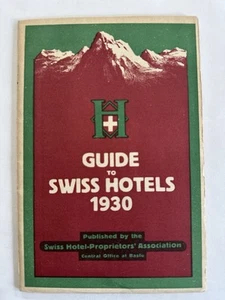 H
GUIDE
TO
SWISS HOTELS
1930
Published by the
Swiss Hotel-Proprietors' Association
Central Office at Basle